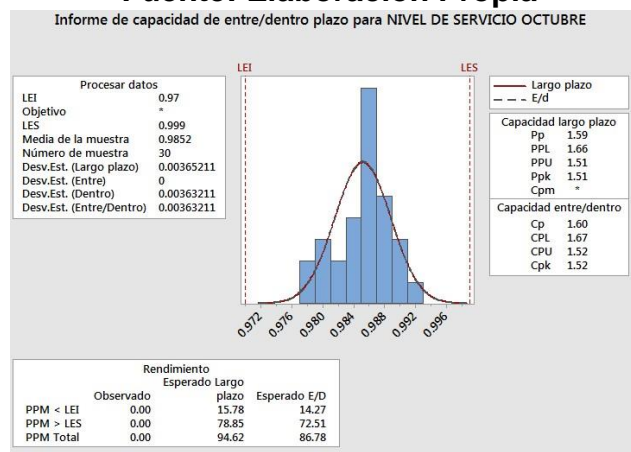 Fuente: Elaboración Propia
Informe de capacidad de entre/dentro plazo para NIVEL DE SERVICIO OCTUBRE
LEI LES
Procesar datos
LEI 0.97
Objetivo *
LES 0.999
Media de la muestra 0.9852
Número de muestra 30
Desv.Est. (Largo plazo) 0.00365211
Desv.Est. (Entre) 0
Desv.Est. (Dentro) 0.00363211
Desv.Est. (Entre/Dentro) 0.00363211
Largo plazo
E/d
Capacidad largo plazo
Pp 1.59
PPL 1.66
PPU 1.51
Ppk 1.51
Cpm *
Capacidad entre/dentro
Cp 1.60
CPL 1.67
CPU 1.52
Cpk 1.52
0.972 0.976 0.980 0.984 0.988 0.992 0.996
Rendimiento
Esperado Largo
Observado plazo Esperado E/D
PPM < LEI 0.00 15.78 14.27
PPM > LES 0.00 78.85 72.51
PPM Total 0.00 94.62 86.78